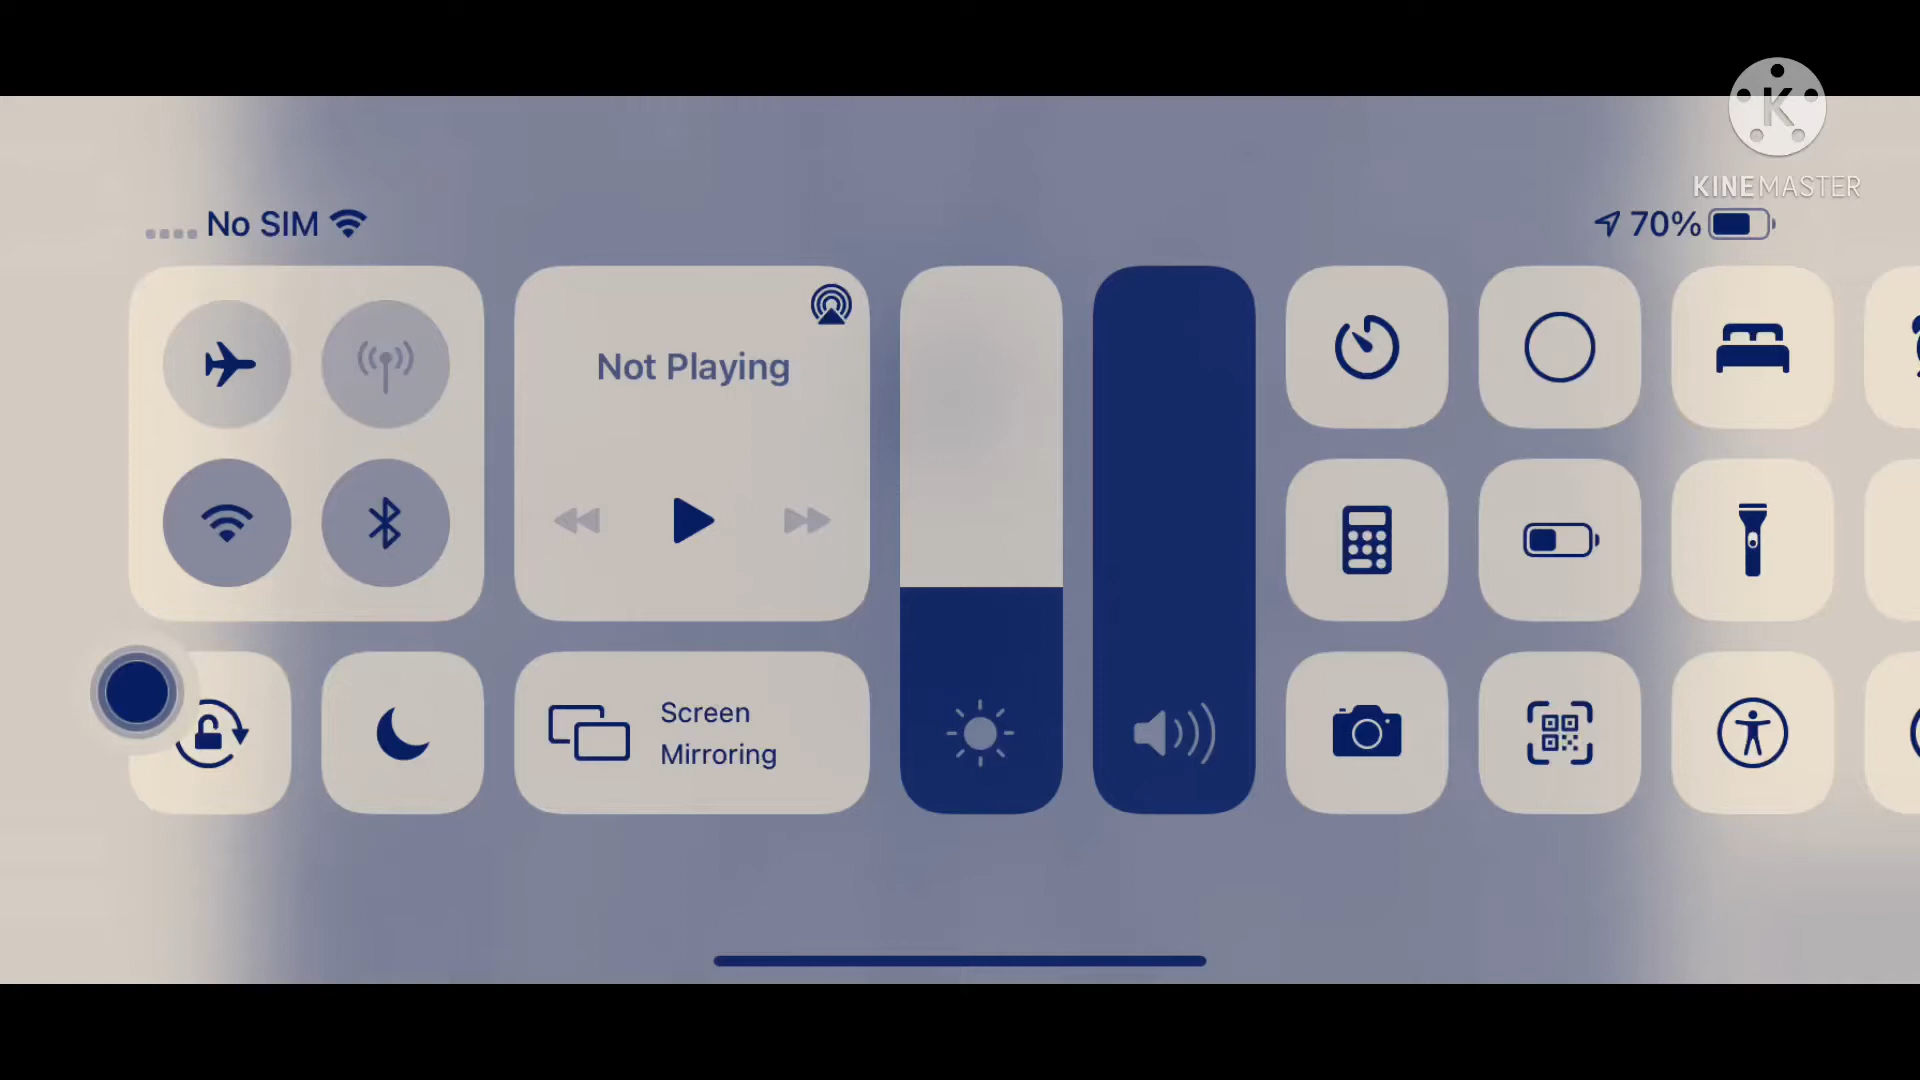 KINEMASTER
No SIM
70%
Not Playing
Screen
Mirroring